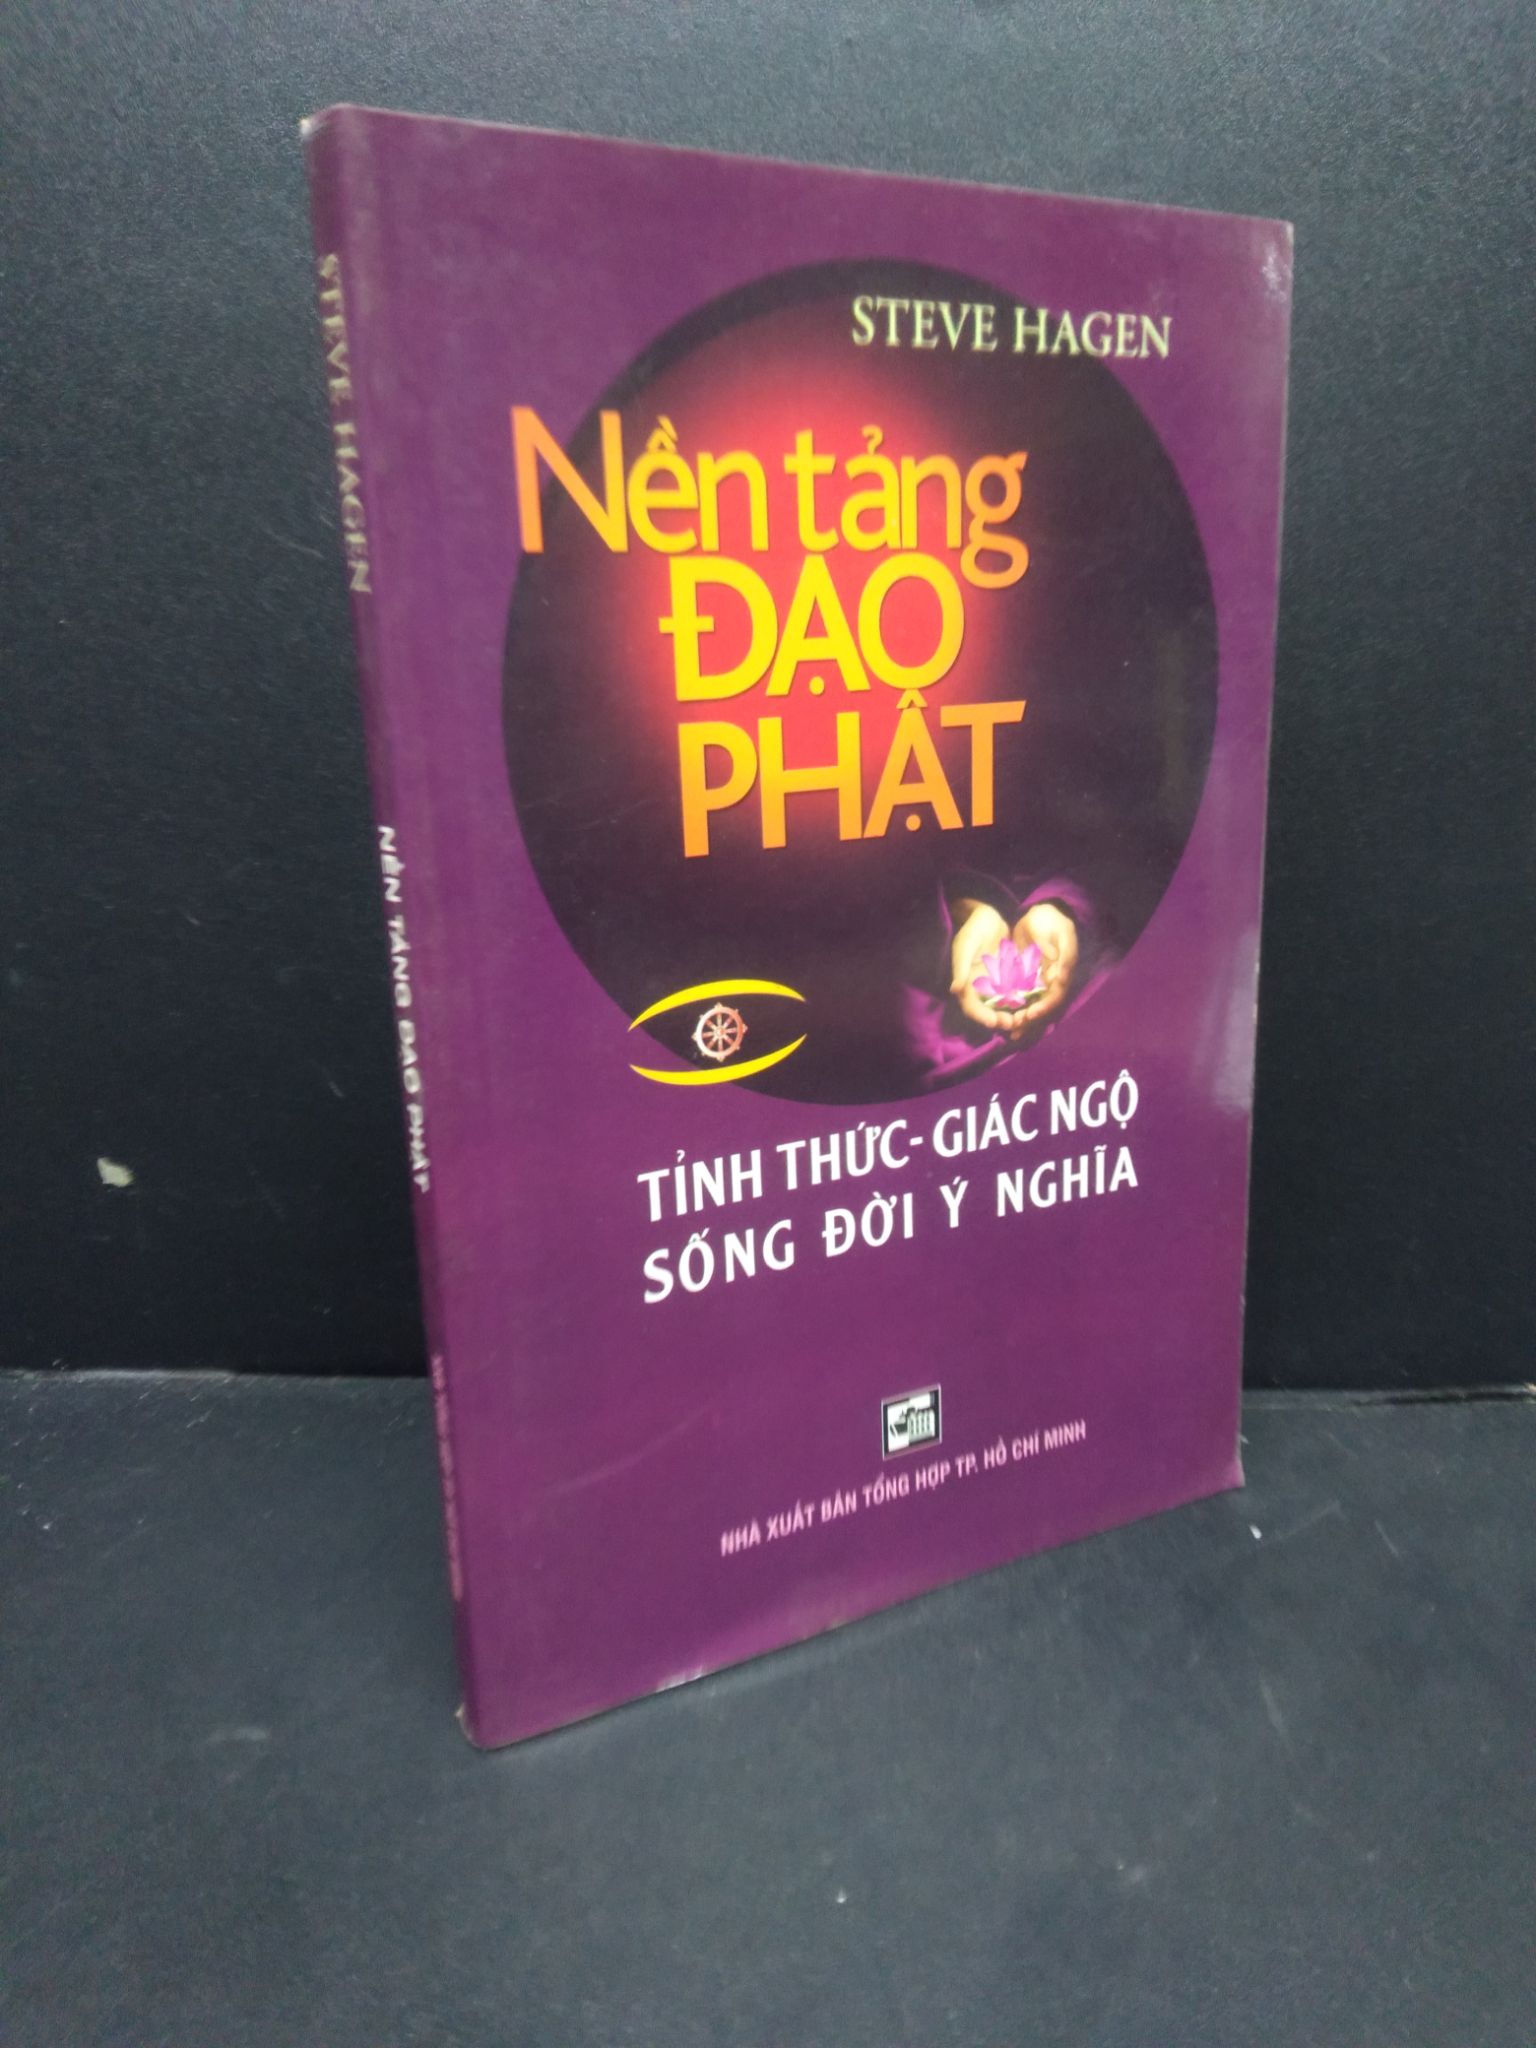 STEVE HAGEN
Nền tảng
ĐẠO
PHẬT
TỈNH THỨC - GIÁC NGỘ
SỐNG ĐỜI Ý NGHĨA
NHÀ XUẤT BẢN TỔNG HỢP TP. HỒ CHÍ MINH
STEVE HAGEN
NỀN TẢNG ĐẠO PHẬT